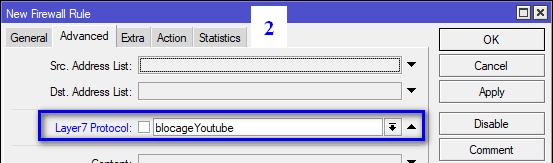 New Firewall Rule
General Advanced Extra Action Statistics 2
OK
Src. Address List:
Cancel
Dst. Address List:
Apply
Layer7 Protocol: blocageYoutube
Disable
Comment